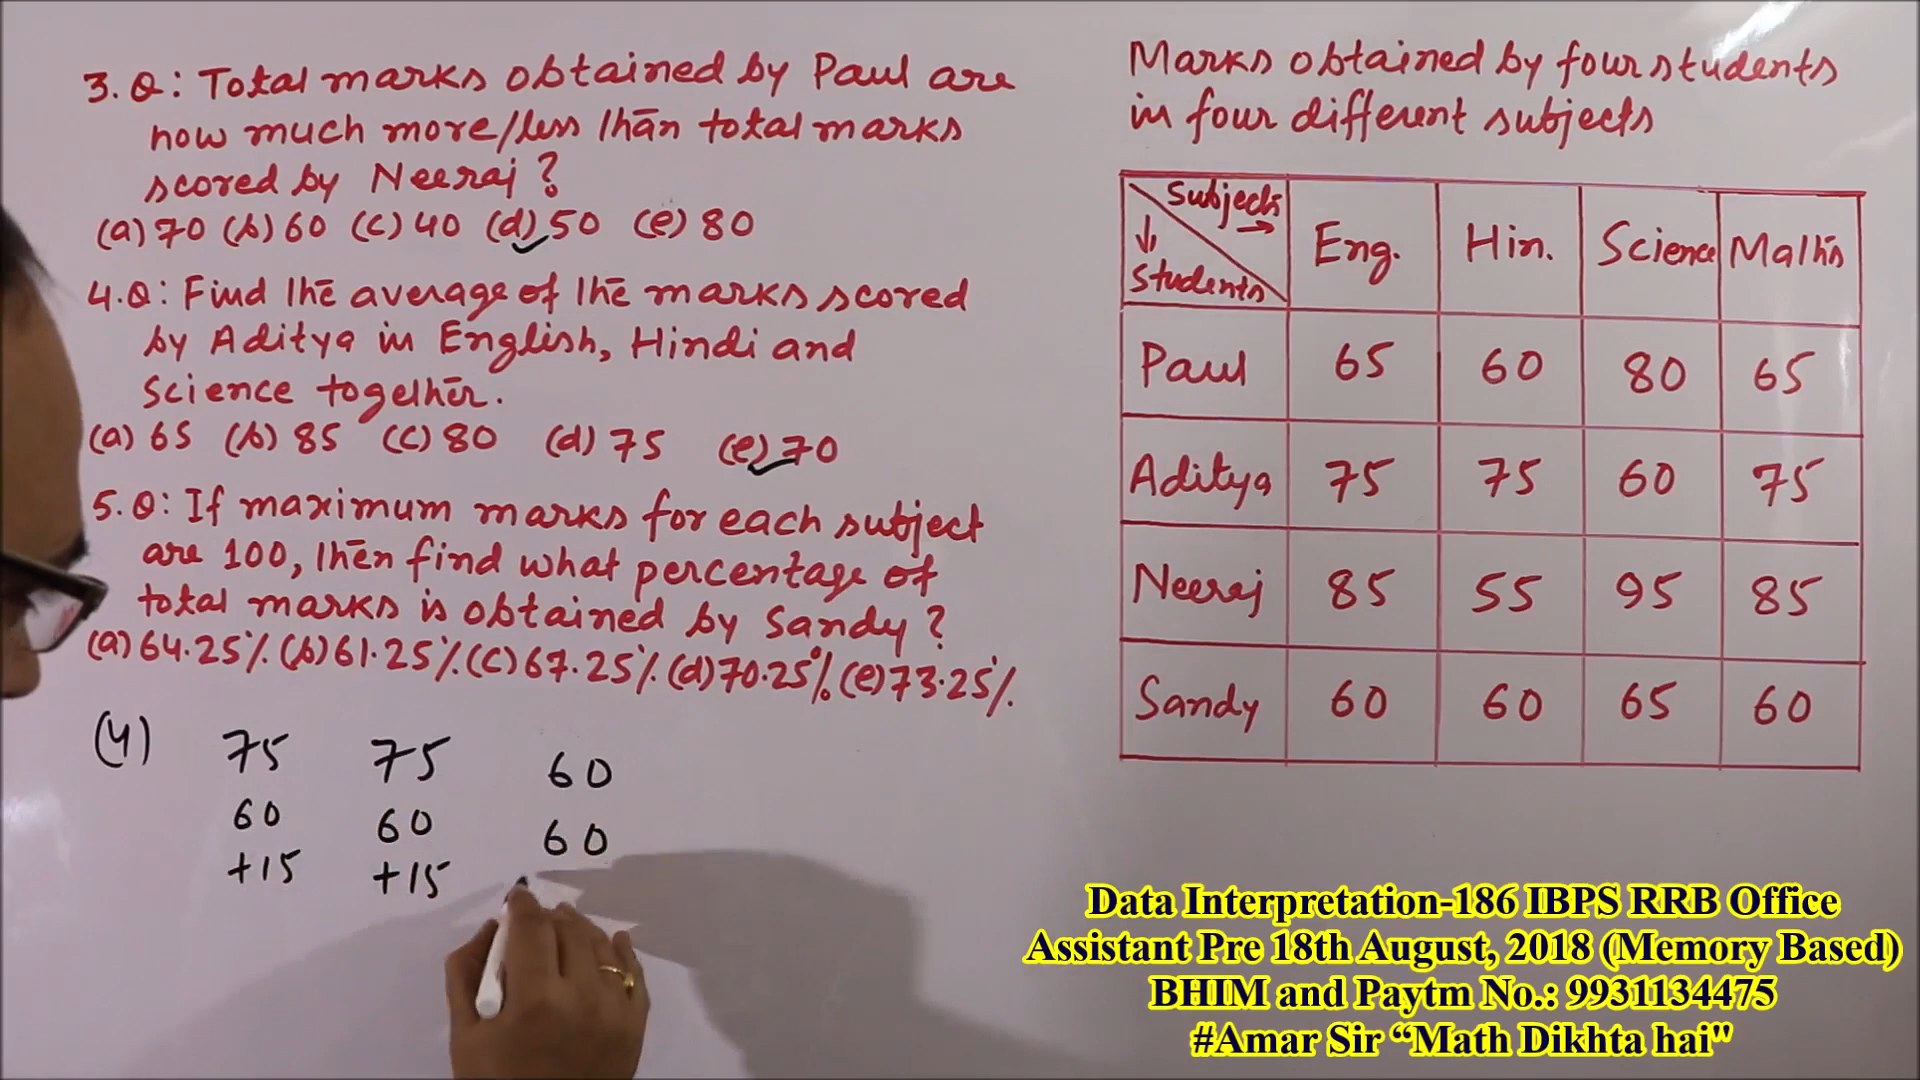 3. Q: Total marks obtained by Paul are
how much more/less than total marks
scored by Neeraj?
(a) 70 (b) 60 (c) 40 (d) 50 (e) 80
4. Q: Find the average of the marks scored
by Aditya in English, Hindi and
Science together.
(a) 65 (b) 85 (c) 80 (d) 75 (e) 70
5. Q: If maximum marks for each subject
are 100, then find what percentage of
total marks is obtained by Sandy?
(a) 64.25% (b) 61.25% (c) 67.25% (d) 70.25% (e) 73.25%.
(4) 75 75 60
60 60 60
+15 +15
Marks obtained by four students
in four different subjects
Subjects → ↓ Students Eng. Hin. Science Maths
Paul 65 60 80 65
Aditya 75 75 60 75
Neeraj 85 55 95 85
Sandy 60 60 65 60
Data Interpretation-186 IBPS RRB Office
Assistant Pre 18th August, 2018 (Memory Based)
BHIM and Paytm No.: 9931134475
#Amar Sir “Math Dikhta hai"